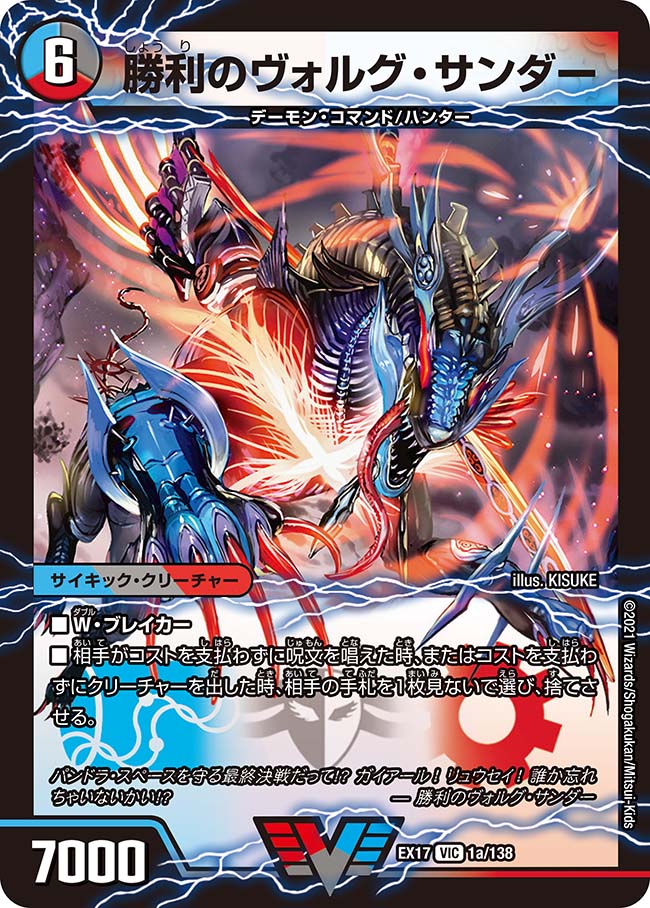 6
勝利のヴォルグ・サンダー
デーモン・コマンド/ハンター
サイキック・クリーチャー
illus. KISUKE
■W・ブレイカー
■相手がコストを支払わずに呪文を唱えた時、またはコストを支払わ
ずにクリーチャーを出した時、相手の手札を1枚見ないで選び、捨てさ
せる。
パンドラ・スペースを守る最終決戦だって!? ガイアール！リュウセイ！誰か忘れ
ちゃいないかい!?
— 勝利のヴォルグ・サンダー
7000
EX17 VIC 1a/138
©2021 Wizards/Shogakukan/Mitsui-Kids